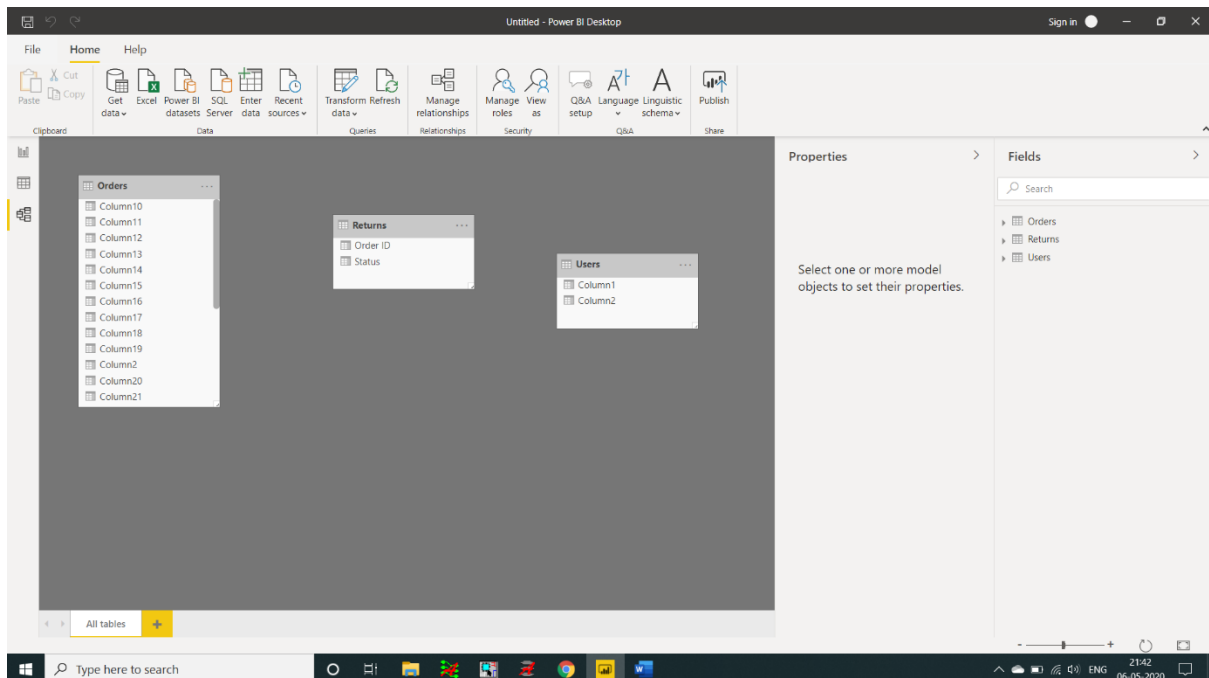 Untitled - Power BI Desktop
Sign in
File Home Help
Paste
Cut
Copy
Get data
Excel
Power BI datasets
SQL Server
Enter data
Recent sources
Transform data
Refresh
Manage relationships
Manage roles
View as
Q&A setup
Language
Linguistic schema
Publish
Clipboard
Data
Queries
Relationships
Security
Q&A
Share
Orders
Column10
Column11
Column12
Column13
Column14
Column15
Column16
Column17
Column18
Column19
Column2
Column20
Column21
Returns
Order ID
Status
Users
Column1
Column2
Properties
Select one or more model
objects to set their properties.
Fields
Search
Orders
Returns
Users
All tables
Type here to search
ENG
21:42
06-05-2020